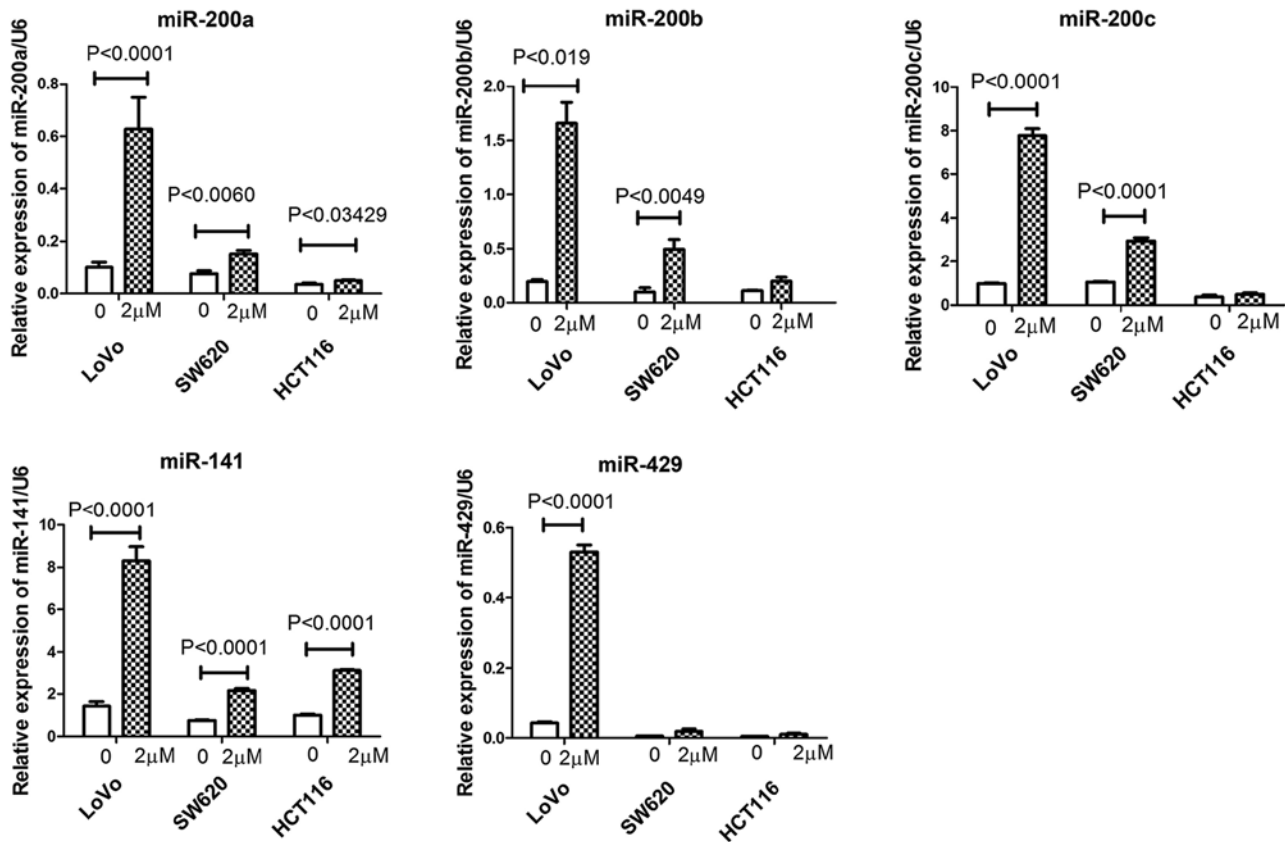 miR-200a
P<0.0001
P<0.0060
P<0.03429
Relative expression of miR-200a/U6
0.8
0.6
0.4
0.2
0.0
0 2μM 0 2μM 0 2μM
LoVo SW620 HCT116
miR-200b
P<0.019
P<0.0049
Relative expression of miR-200b/U6
2.0
1.5
1.0
0.5
0.0
0 2μM 0 2μM 0 2μM
LoVo SW620 HCT116
miR-200c
P<0.0001
P<0.0001
Relative expression of miR-200c/U6
10
8
6
4
2
0
0 2μM 0 2μM 0 2μM
LoVo SW620 HCT116
miR-141
P<0.0001
P<0.0001
P<0.0001
Relative expression of miR-141/U6
10
8
6
4
2
0
0 2μM 0 2μM 0 2μM
LoVo SW620 HCT116
miR-429
P<0.0001
Relative expression of miR-429/U6
0.6
0.4
0.2
0.0
0 2μM 0 2μM 0 2μM
LoVo SW620 HCT116